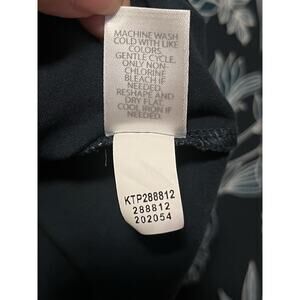 MACHINE WASH
COLD WITH LIKE
COLORS.
GENTLE CYCLE.
ONLY NON-
CHLORINE
BLEACH IF
NEEDED.
RESHAPE AND
DRY FLAT.
COOL IRON IF
NEEDED.
KTP288812
288812
202054